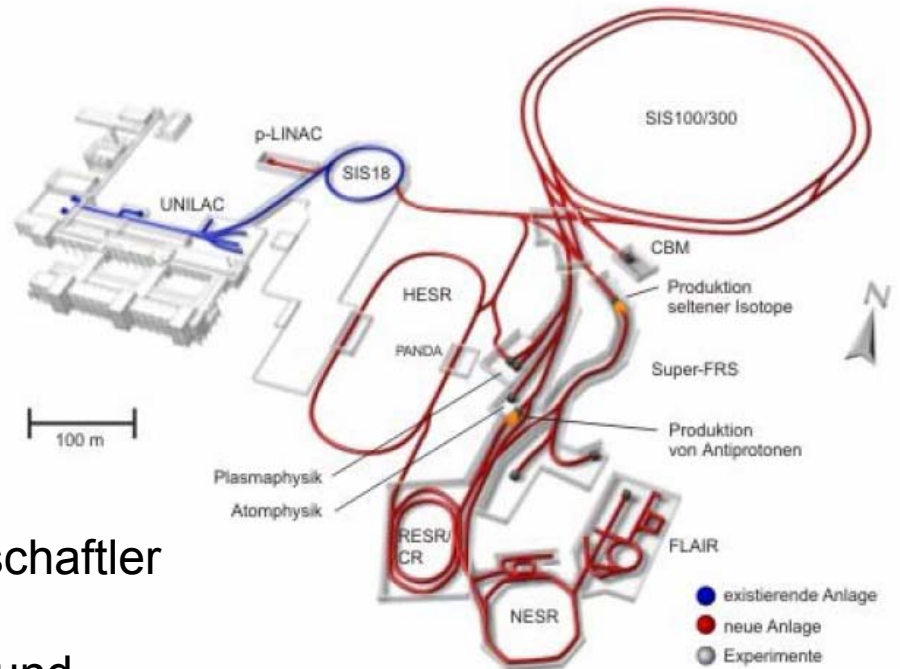 SIS100/300
p-LINAC
SIS18
UNILAC
CBM
N
Produktion
seltener Isotope
HESR
PANDA
Super-FRS
100 m
Produktion
von Antiprotonen
Plasmaphysik
Atomphysik
RESR/
CR
FLAIR
NESR
schaftler
existierende Anlage
neue Anlage
Experimente
und